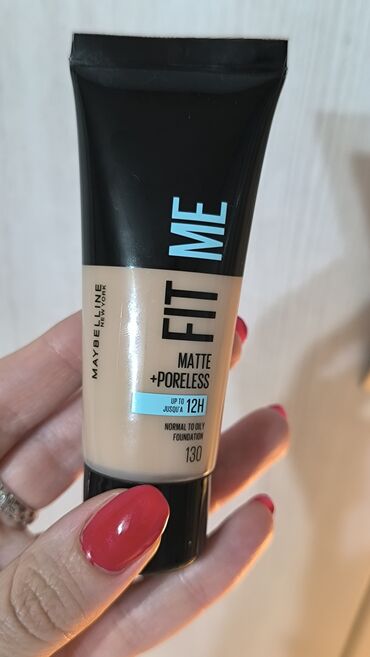 MAYBELLINE
NEW YORK
FIT ME
MATTE
+PORELESS
UP TO
JUSQU'A
12H
NORMAL TO OILY
FOUNDATION
130